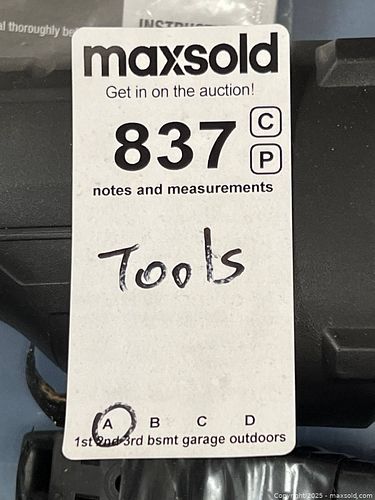 al thoroughly be
INSTRUC
maxsold
Get in on the auction!
837 C
P
notes and measurements
Tools
A B C D
1st 2nd 3rd bsmt garage outdoors
Copyright ©2025 - maxsold.com